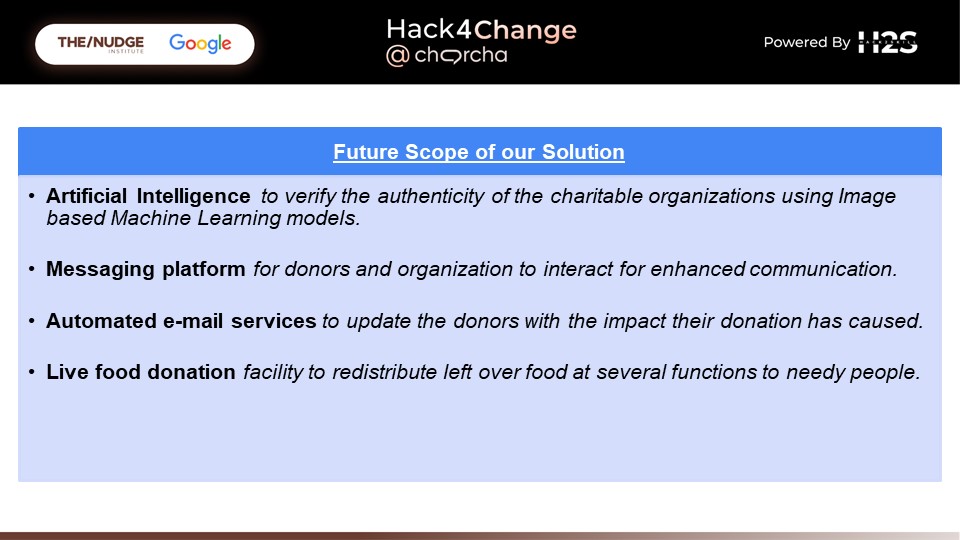 THE/NUDGE
INSTITUTE
Google
Hack4Change
@ charcha
Powered By H2S
Future Scope of our Solution
• Artificial Intelligence to verify the authenticity of the charitable organizations using Image
based Machine Learning models.
• Messaging platform for donors and organization to interact for enhanced communication.
• Automated e-mail services to update the donors with the impact their donation has caused.
• Live food donation facility to redistribute left over food at several functions to needy people.